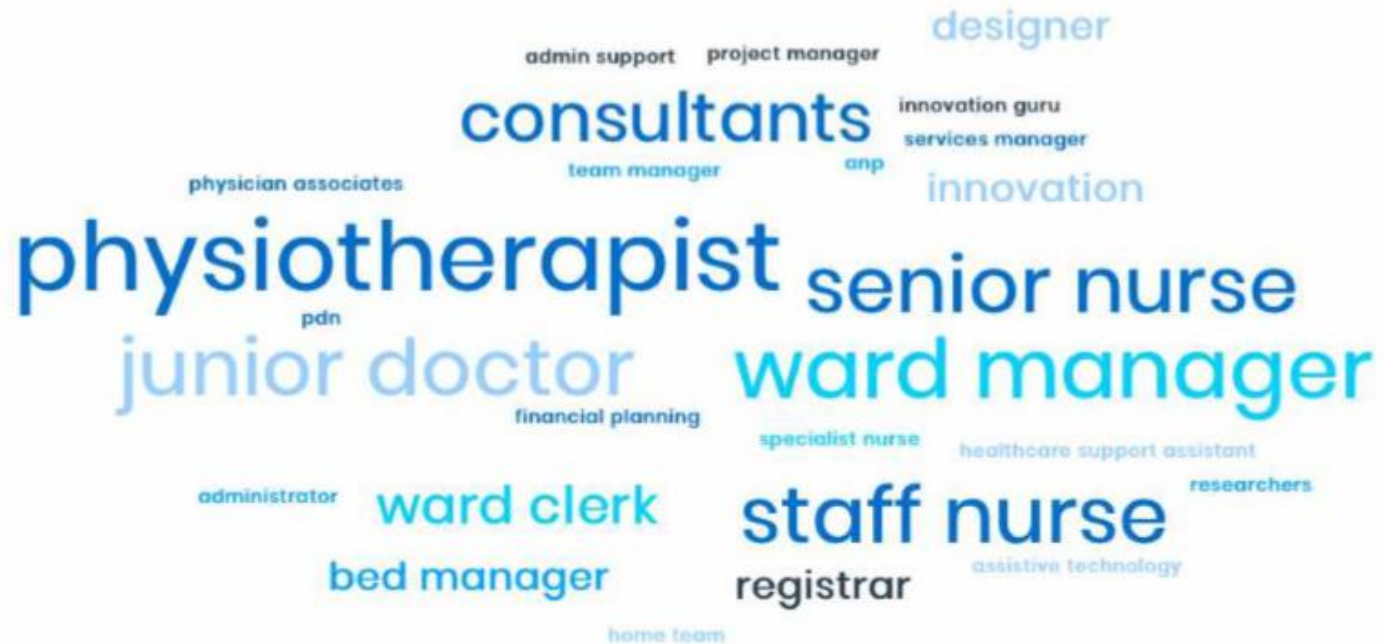 designer
admin support
project manager
consultants
innovation guru
services manager
team manager
anp
physician associates
innovation
physiotherapist
senior nurse
pdn
junior doctor
ward manager
financial planning
specialist nurse
healthcare support assistant
administrator
ward clerk
staff nurse
researchers
bed manager
registrar
assistive technology
home team